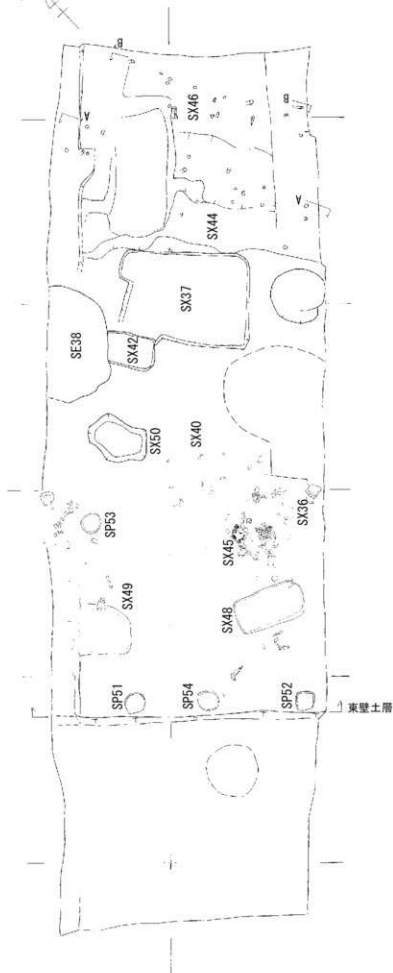 B
A
SX46
B
A
SX44
SX37
SE38
SX42
SX50
SX40
SX36
SP53
SX45
SX49
SX48
SP51
SP54
SP52
東壁土層